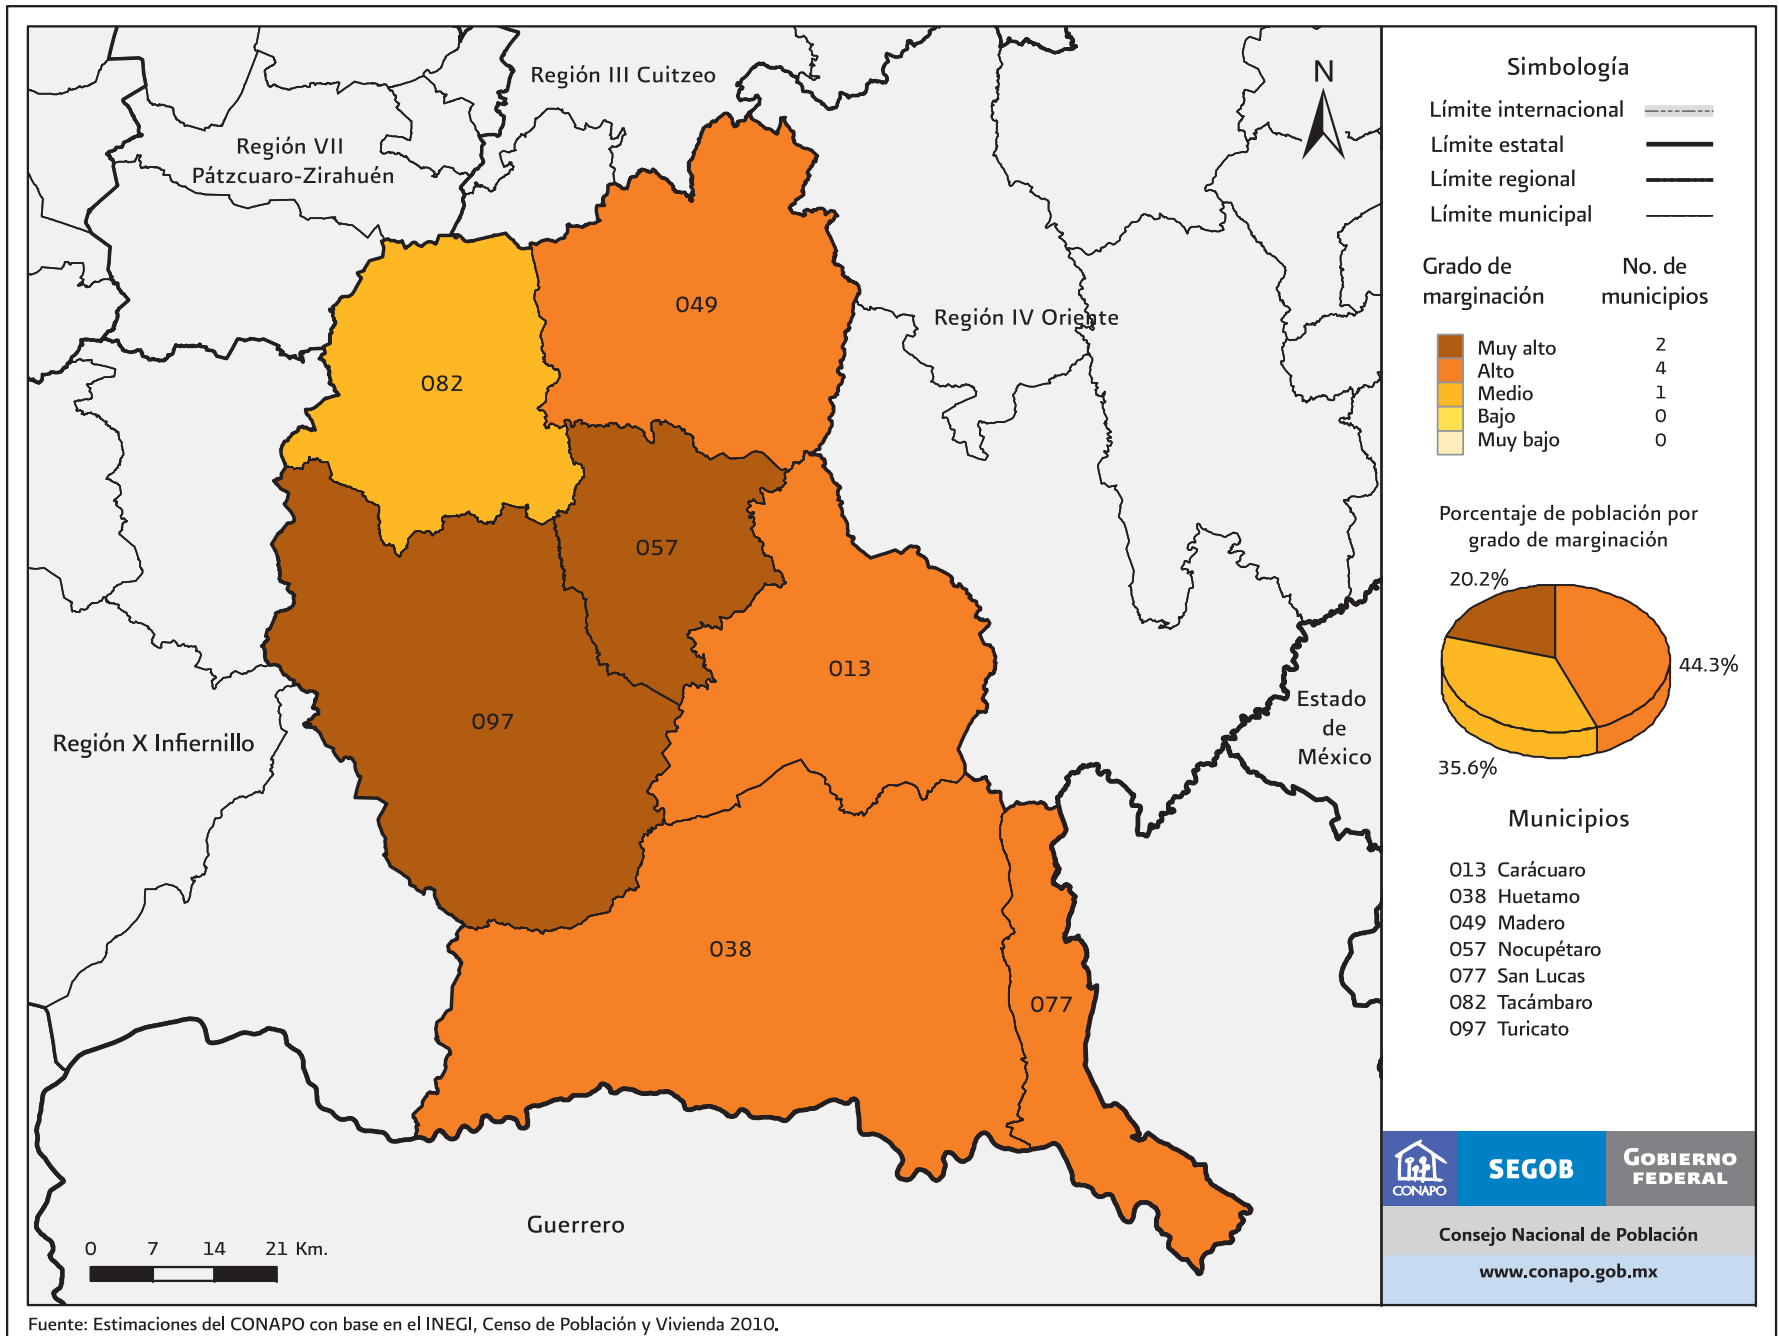 Región III Cuitzeo
Región VII
Pátzcuaro-Zirahuén
049
Región IV Oriente
082
057
013
097
Región X Infiernillo
Estado
de
México
038
077
Guerrero
0 7 14 21 Km.
N
Simbología
Límite internacional
Límite estatal
Límite regional
Límite municipal
Grado de marginación
No. de municipios
Muy alto 2
Alto 4
Medio 1
Bajo 0
Muy bajo 0
Porcentaje de población por
grado de marginación
20.2%
44.3%
35.6%
Municipios
013 Carácuaro
038 Huetamo
049 Madero
057 Nocupétaro
077 San Lucas
082 Tacámbaro
097 Turicato
CONAPO
SEGOB
GOBIERNO
FEDERAL
Consejo Nacional de Población
www.conapo.gob.mx
Fuente: Estimaciones del CONAPO con base en el INEGI, Censo de Población y Vivienda 2010.